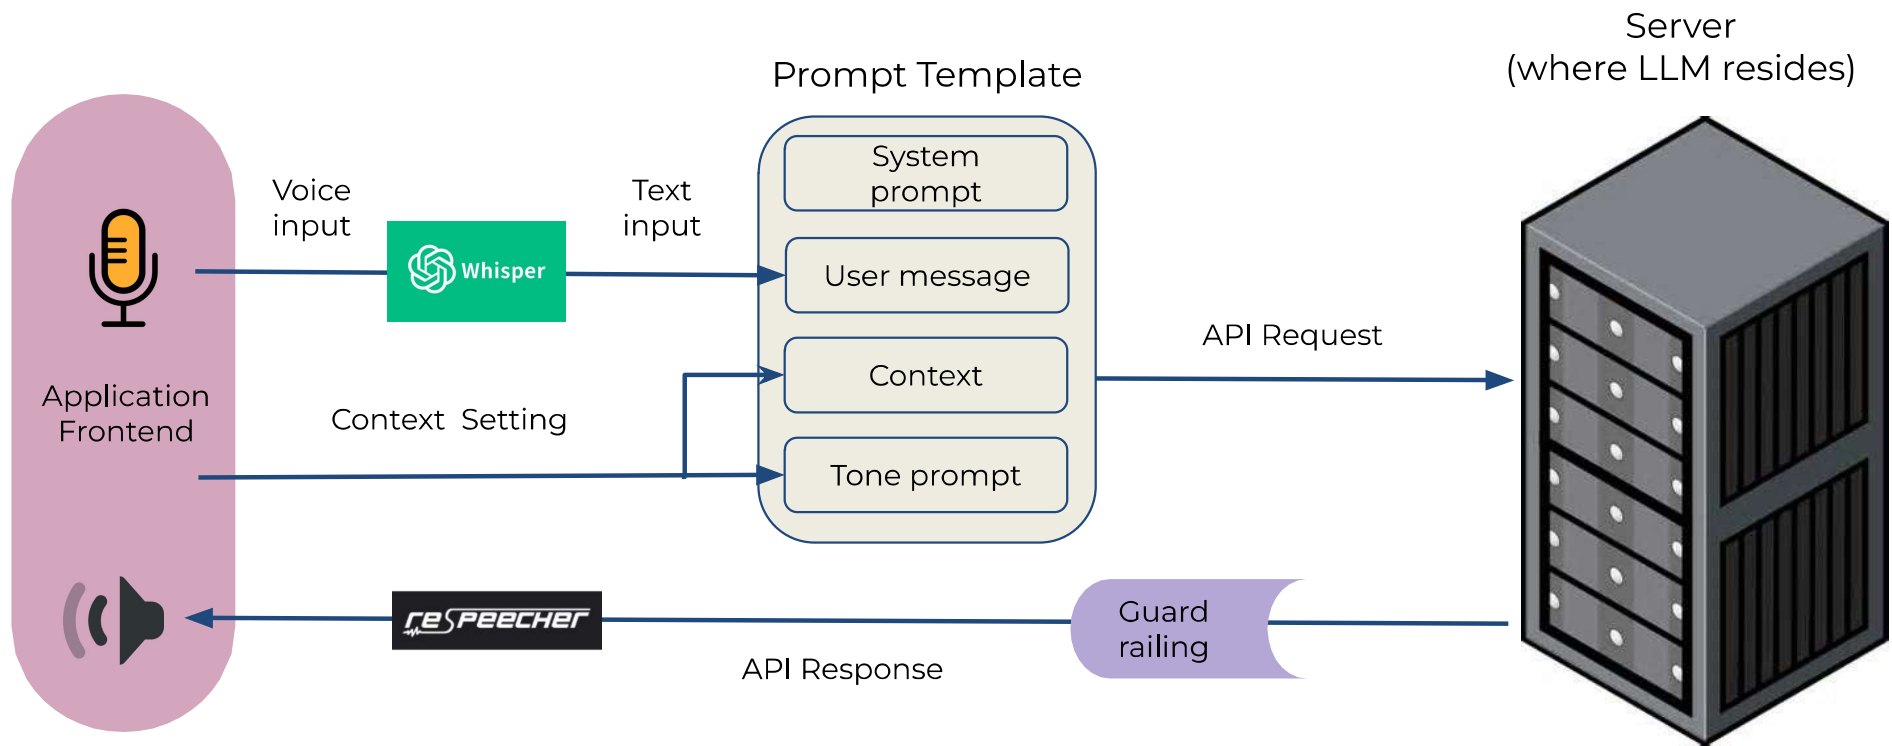 Server
(where LLM resides)
Prompt Template
System
prompt
Voice
input
Whisper
Text
input
User message
API Request
Context
Application
Frontend
Context Setting
Tone prompt
reSpeecher
Guard
railing
API Response